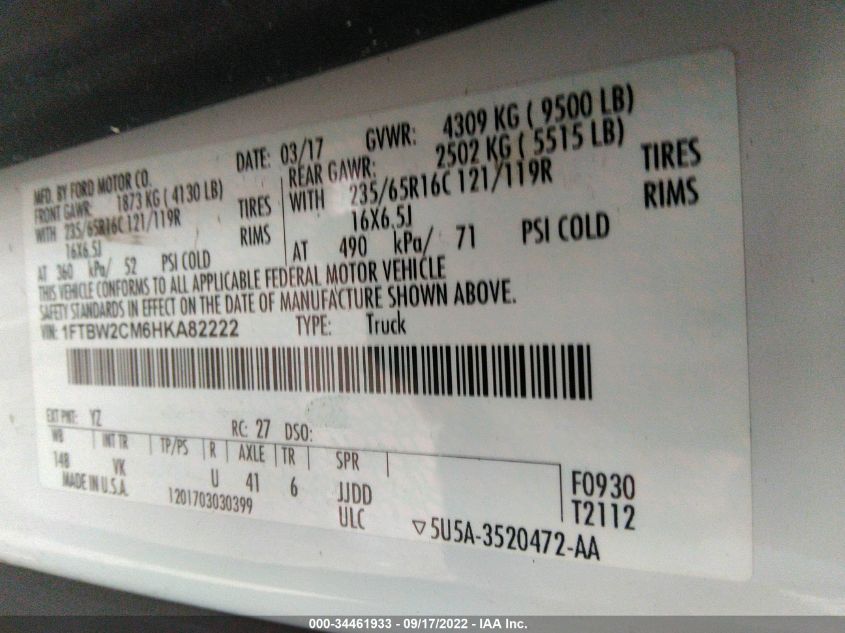 MFD. BY FORD MOTOR CO. DATE: 03/17 GVWR: 4309 KG ( 9500 LB)
FRONT GAWR: 1873 KG ( 4130 LB) REAR GAWR: 2502 KG ( 5515 LB)
WITH 235/65R16C 121/119R TIRES WITH 235/65R16C 121/119R TIRES
16X6.5J RIMS 16X6.5J RIMS
AT 360 kPa/ 52 PSI COLD AT 490 kPa/ 71 PSI COLD
THIS VEHICLE CONFORMS TO ALL APPLICABLE FEDERAL MOTOR VEHICLE
SAFETY STANDARDS IN EFFECT ON THE DATE OF MANUFACTURE SHOWN ABOVE.
VIN: 1FTBW2CM6HKA82222 TYPE: Truck
EXT PNT: YZ RC: 27 DSO:
WB INT TR TP/PS R AXLE TR SPR
148 VK U 41 6 JJDD F0930
MADE IN U.S.A. 1201703030399 ULC T2112
▽5U5A-3520472-AA
000-34461933 - 09/17/2022 - IAA Inc.